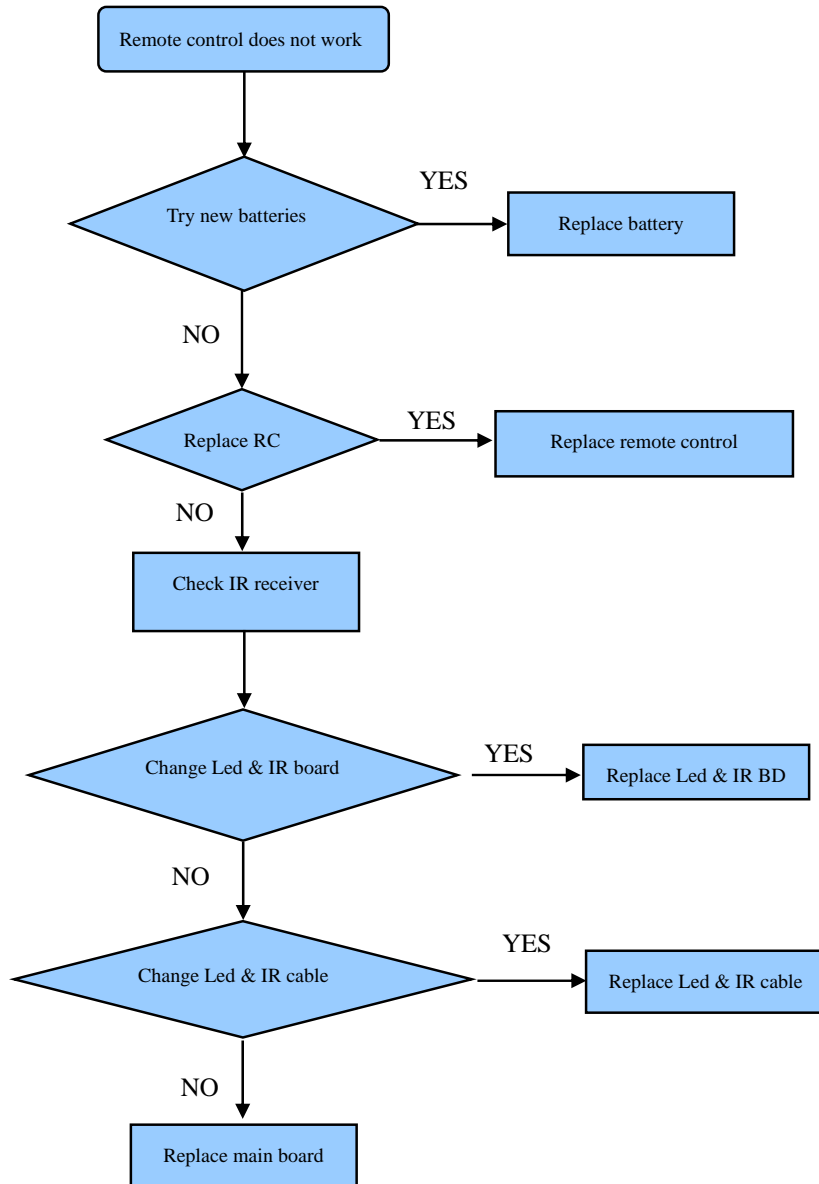 Remote control does not work
YES
Try new batteries
Replace battery
NO
YES
Replace RC
Replace remote control
NO
Check IR receiver
YES
Change Led & IR board
Replace Led & IR BD
NO
YES
Change Led & IR cable
Replace Led & IR cable
NO
Replace main board